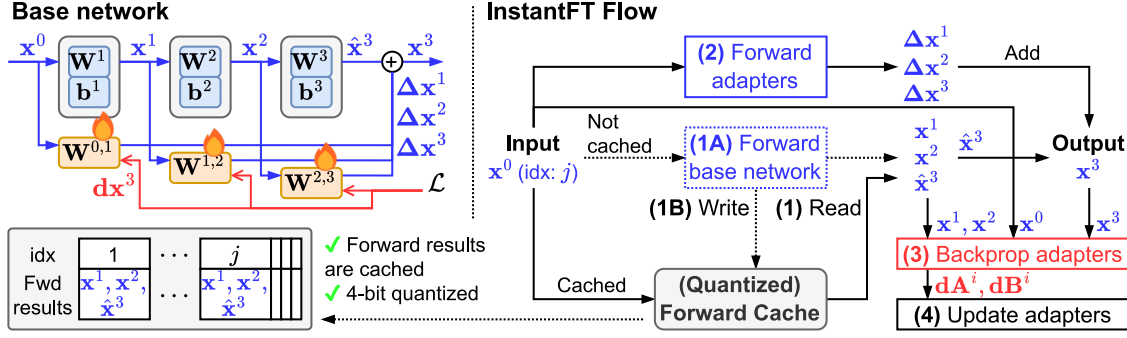 Base network
x⁰ x¹ x² x̂³ x³
W¹ W² W³
b¹ b² b³
Δx¹
Δx²
Δx³
W⁰,¹ W¹,² W²,³
dx³ ℒ
idx 1 ··· j
Fwd results x¹, x², x̂³ ··· x¹, x², x̂³
✓ Forward results
are cached
✓ 4-bit quantized
InstantFT Flow
(2) Forward
adapters
Δx¹
Δx²
Δx³
Add
Input
x⁰ (idx: j)
Not
cached
(1A) Forward
base network
x¹
x²
x̂³
x̂³
Output
x³
(1B) Write (1) Read
x¹, x² x⁰ x³
Cached
(Quantized)
Forward Cache
(3) Backprop adapters
dAⁱ, dBⁱ
(4) Update adapters